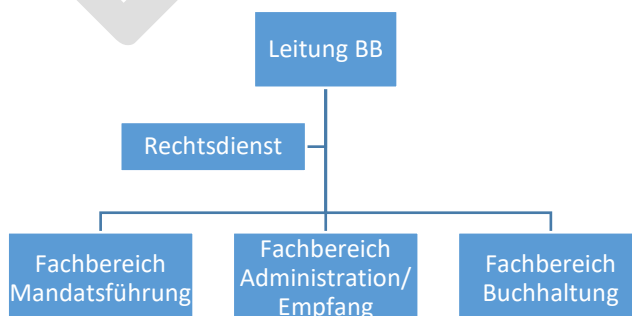 Leitung BB
Rechtsdienst
Fachbereich
Mandatsführung
Fachbereich
Administration/
Empfang
Fachbereich
Buchhaltung